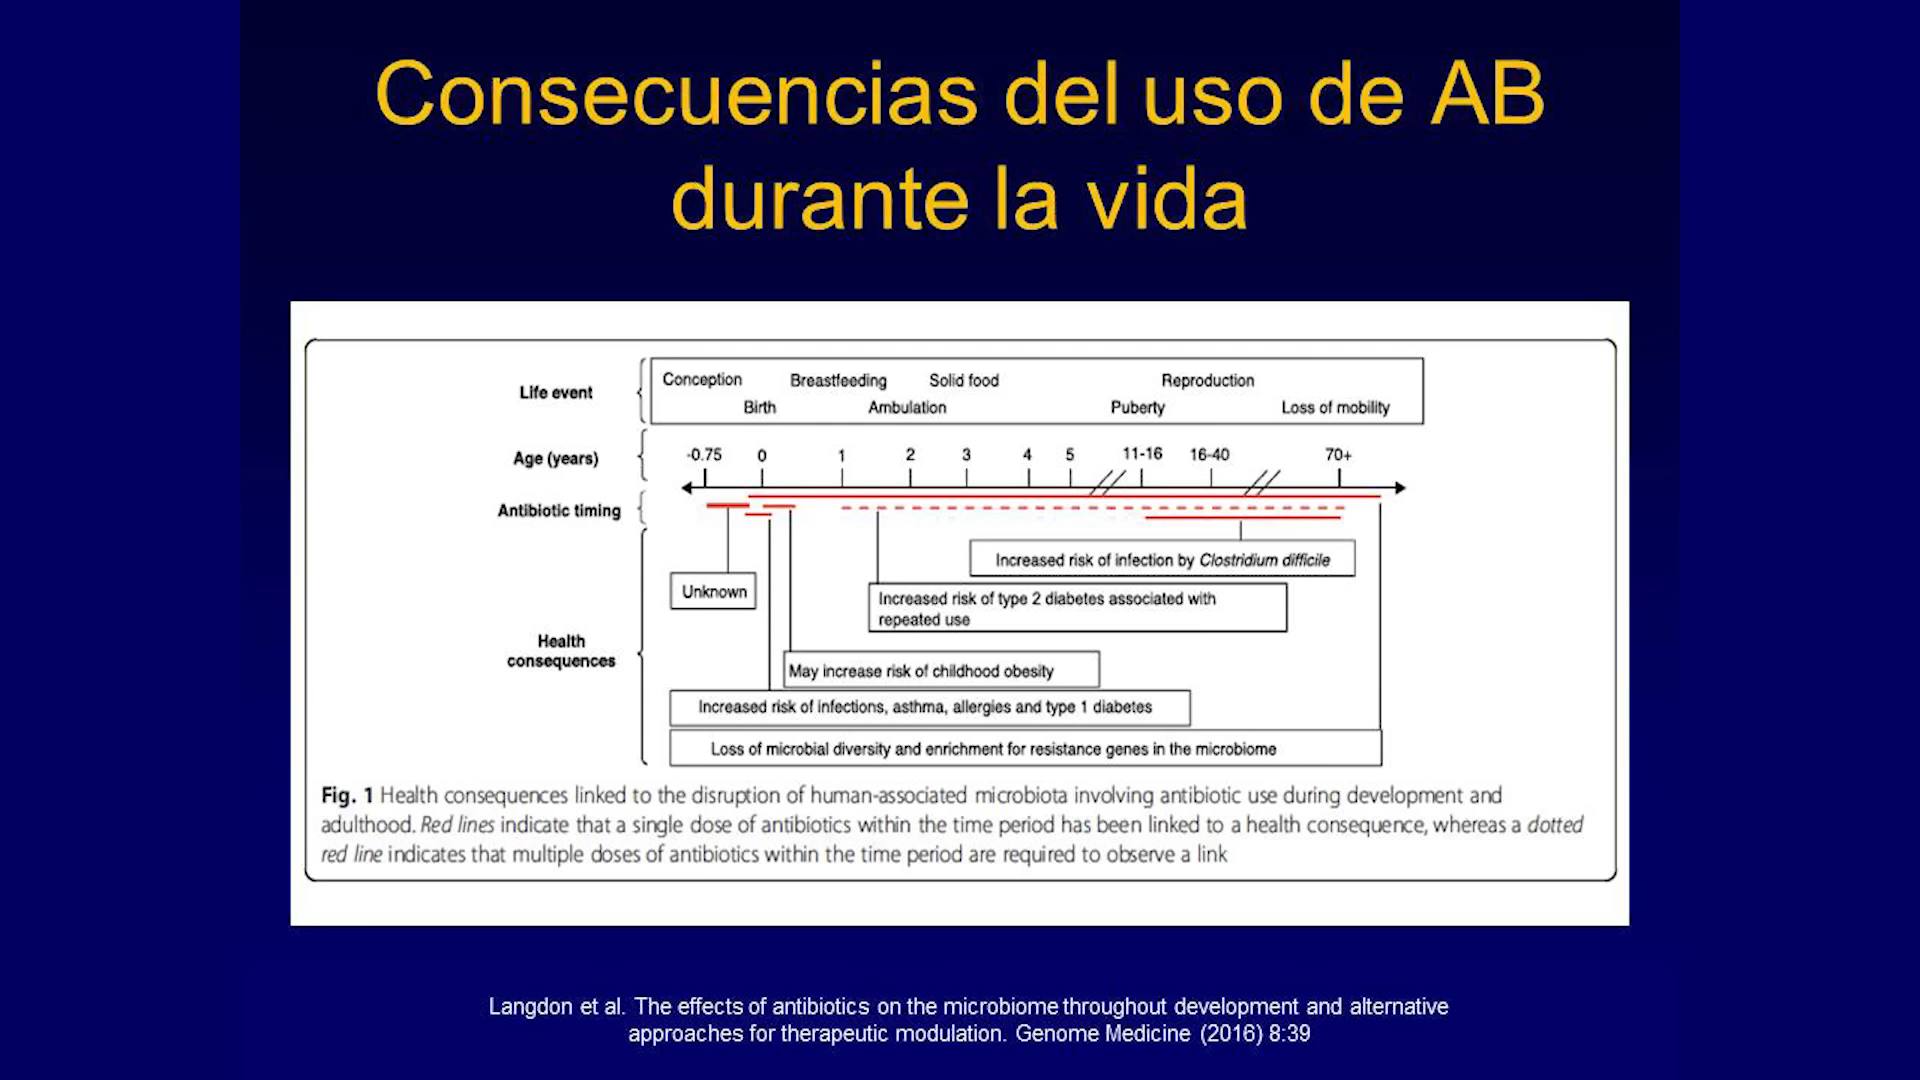 Consecuencias del uso de AB
durante la vida
Life event
Conception Breastfeeding Solid food Reproduction
Birth Ambulation Puberty Loss of mobility
Age (years)
-0.75 0 1 2 3 4 5 11-16 16-40 70+
Antibiotic timing
Increased risk of infection by Clostridium difficile
Unknown
Increased risk of type 2 diabetes associated with
repeated use
Health
consequences
May increase risk of childhood obesity
Increased risk of infections, asthma, allergies and type 1 diabetes
Loss of microbial diversity and enrichment for resistance genes in the microbiome
Fig. 1 Health consequences linked to the disruption of human-associated microbiota involving antibiotic use during development and
adulthood. Red lines indicate that a single dose of antibiotics within the time period has been linked to a health consequence, whereas a dotted
red line indicates that multiple doses of antibiotics within the time period are required to observe a link
Langdon et al. The effects of antibiotics on the microbiome throughout development and alternative
approaches for therapeutic modulation. Genome Medicine (2016) 8:39